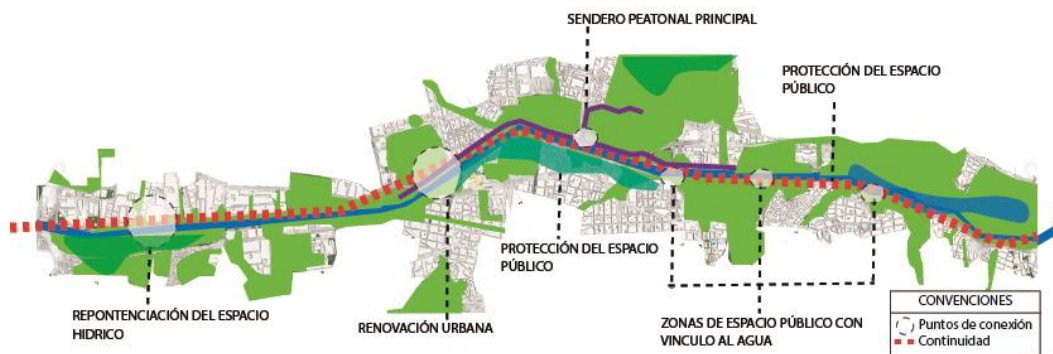 SENDERO PEATONAL PRINCIPAL
PROTECCIÓN DEL ESPACIO
PÚBLICO
PROTECCIÓN DEL ESPACIO
PÚBLICO
REPONTENCIACIÓN DEL ESPACIO
HIDRICO
RENOVACIÓN URBANA
ZONAS DE ESPACIO PÚBLICO CON
VINCULO AL AGUA
CONVENCIONES
Puntos de conexión
Continuidad